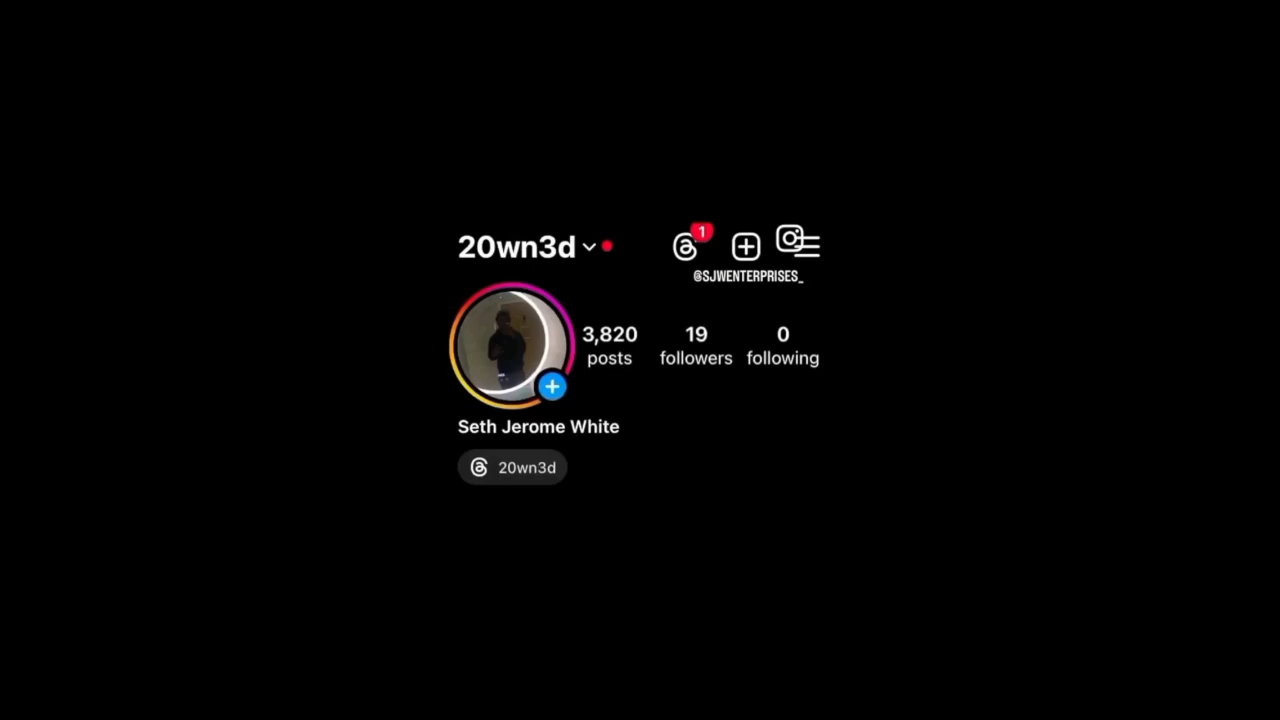 20wn3d
1
@SJWENTERPRISES_
3,820 19 0
posts followers following
Seth Jerome White
20wn3d